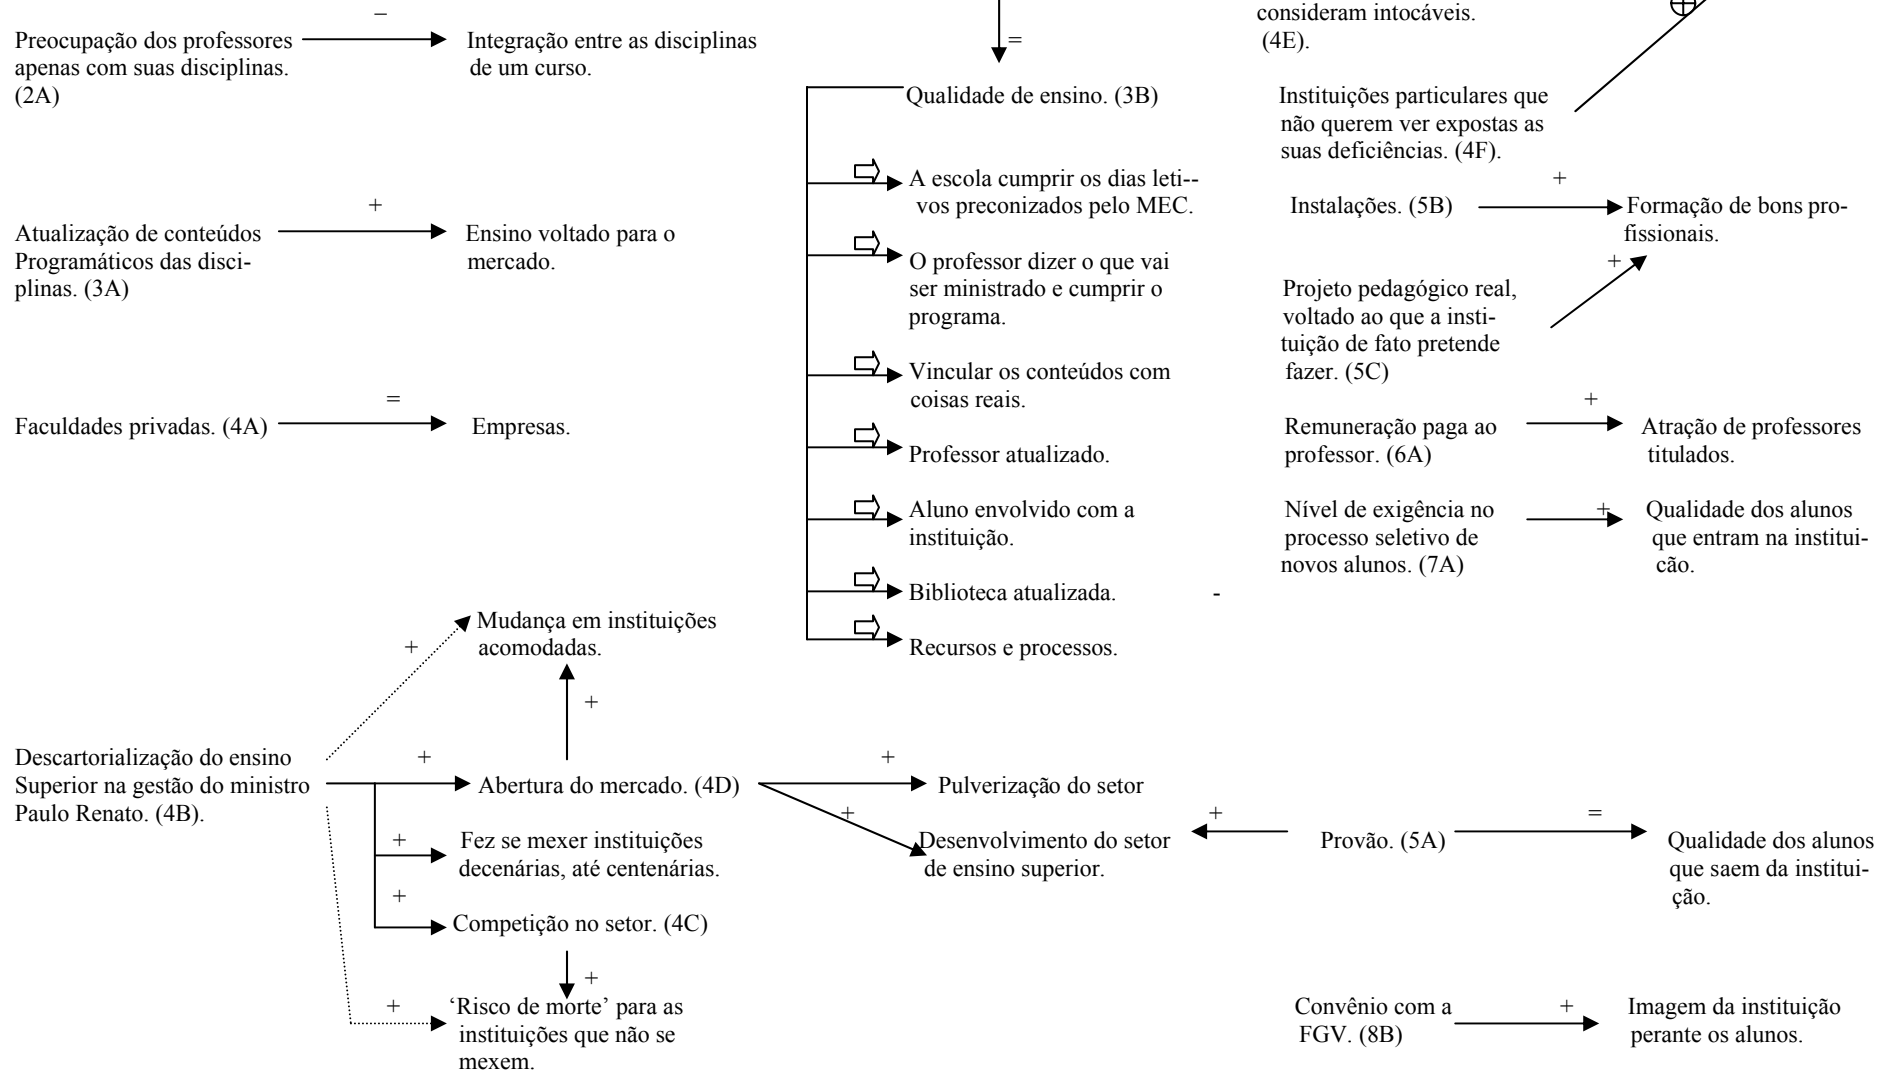 –
Preocupação dos professores
apenas com suas disciplinas.
(2A)
Integração entre as disciplinas
de um curso.
+
Atualização de conteúdos
Programáticos das disci-
plinas. (3A)
Ensino voltado para o
mercado.
=
Faculdades privadas. (4A)
Empresas.
=
Qualidade de ensino. (3B)
A escola cumprir os dias leti--
vos preconizados pelo MEC.
O professor dizer o que vai
ser ministrado e cumprir o
programa.
Vincular os conteúdos com
coisas reais.
Professor atualizado.
Aluno envolvido com a
instituição.
Biblioteca atualizada.
-
Recursos e processos.
consideram intocáveis.
(4E).
Instituições particulares que
não querem ver expostas as
suas deficiências. (4F).
+
Instalações. (5B)
Formação de bons pro-
fissionais.
+
Projeto pedagógico real,
voltado ao que a insti-
tuição de fato pretende
fazer. (5C)
+
Remuneração paga ao
professor. (6A)
Atração de professores
titulados.
Nível de exigência no
processo seletivo de
novos alunos. (7A)
+
Qualidade dos alunos
que entram na institui-
cão.
Mudança em instituições
acomodadas.
+
+
Descartorialização do ensino
Superior na gestão do ministro
Paulo Renato. (4B).
+
Abertura do mercado. (4D)
+
Pulverização do setor
+
Desenvolvimento do setor
de ensino superior.
+
Fez se mexer instituições
decenárias, até centenárias.
+
Competição no setor. (4C)
+
+
‘Risco de morte’ para as
instituições que não se
mexem.
+
Provão. (5A)
=
Qualidade dos alunos
que saem da institui-
ção.
Convênio com a
FGV. (8B)
+
Imagem da instituição
perante os alunos.